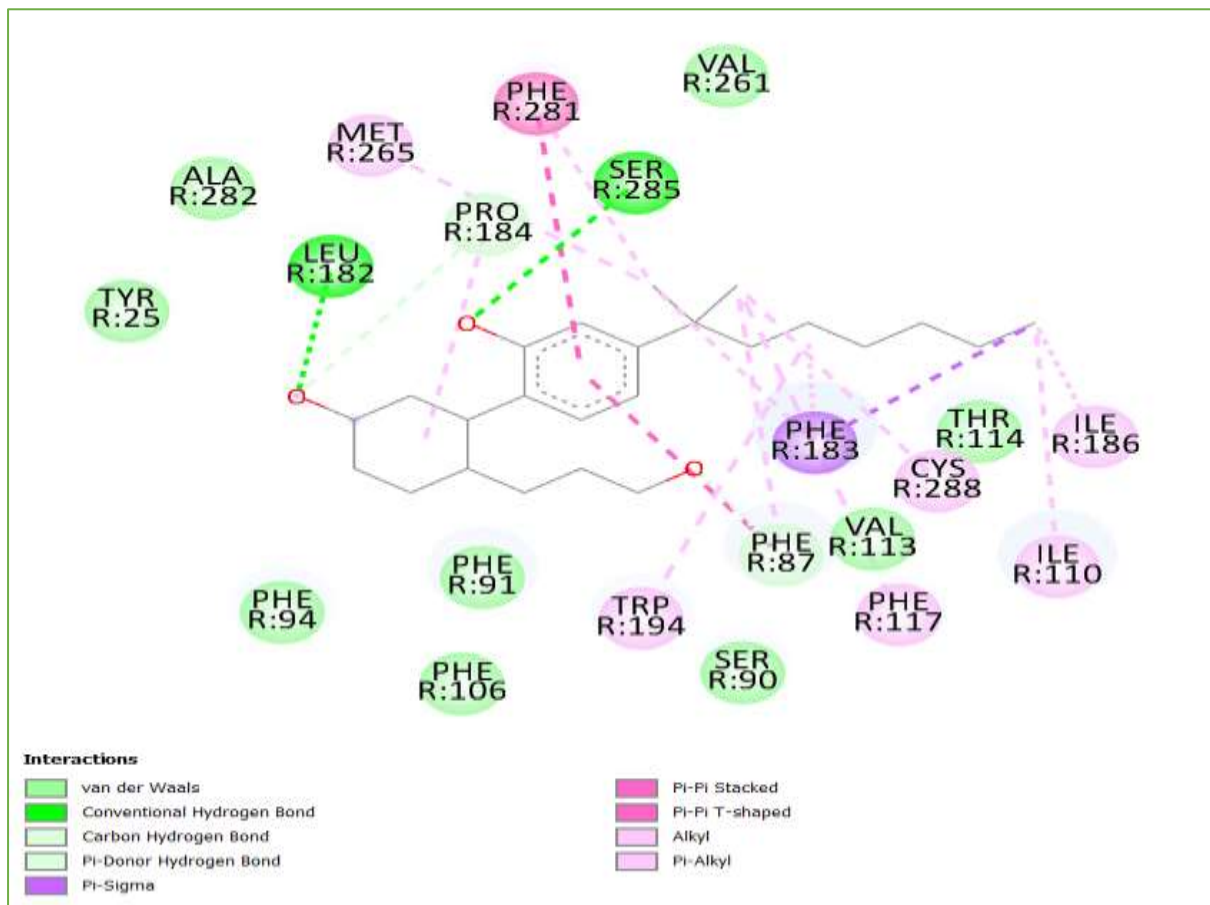 VAL
R:261
PHE
R:281
MET
R:265
SER
R:285
ALA
R:282
PRO
R:184
LEU
R:182
TYR
R:25
O
O
THR
R:114
ILE
R:186
PHE
R:183
CYS
R:288
O
VAL
R:113
PHE
R:87
ILE
R:110
PHE
R:91
PHE
R:94
TRP
R:194
PHE
R:117
SER
R:90
PHE
R:106
Interactions
van der Waals
Conventional Hydrogen Bond
Carbon Hydrogen Bond
Pi-Donor Hydrogen Bond
Pi-Sigma
Pi-Pi Stacked
Pi-Pi T-shaped
Alkyl
Pi-Alkyl